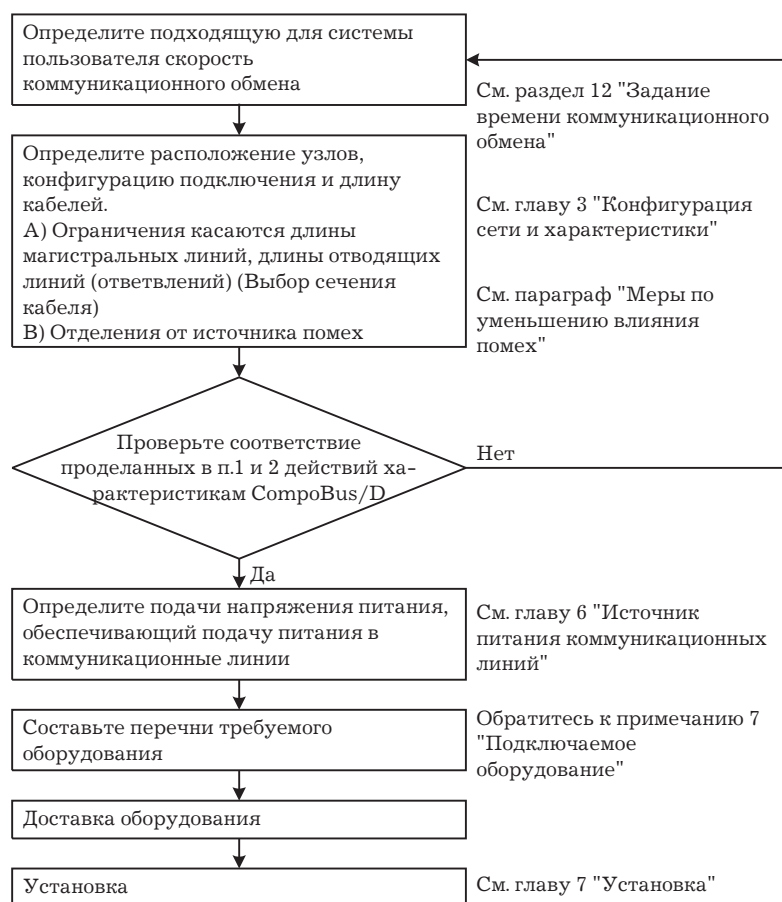 Определите подходящую для системы
пользователя скорость
коммуникационного обмена
См. раздел 12 "Задание
времени коммуникационного
обмена"
Определите расположение узлов,
конфигурацию подключения и длину
кабелей.
А) Ограничения касаются длины
магистральных линий, длины отводящих
линий (ответвлений) (Выбор сечения
кабеля)
В) Отделения от источника помех
См. главу 3 "Конфигурация
сети и характеристики"
См. параграф "Меры по
уменьшению влияния
помех"
Проверьте соответствие
проделанных в п.1 и 2 действий ха-
рактеристикам CompoBus/D
Нет
Да
Определите подачи напряжения питания,
обеспечивающий подачу питания в
коммуникационные линии
См. главу 6 "Источник
питания коммуникационных
линий"
Составьте перечни требуемого
оборудования
Обратитесь к примечанию 7
"Подключаемое
оборудование"
Доставка оборудования
Установка
См. главу 7 "Установка"